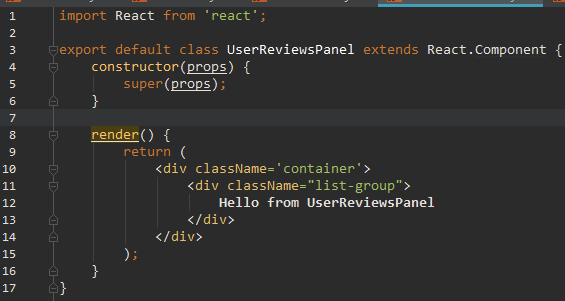 1 import React from 'react';
2
3 export default class UserReviewsPanel extends React.Component {
4     constructor(props) {
5         super(props);
6     }
7
8     render() {
9         return (
10             <div className='container'>
11                 <div className="list-group">
12                     Hello from UserReviewsPanel
13                 </div>
14             </div>
15         );
16     }
17 }